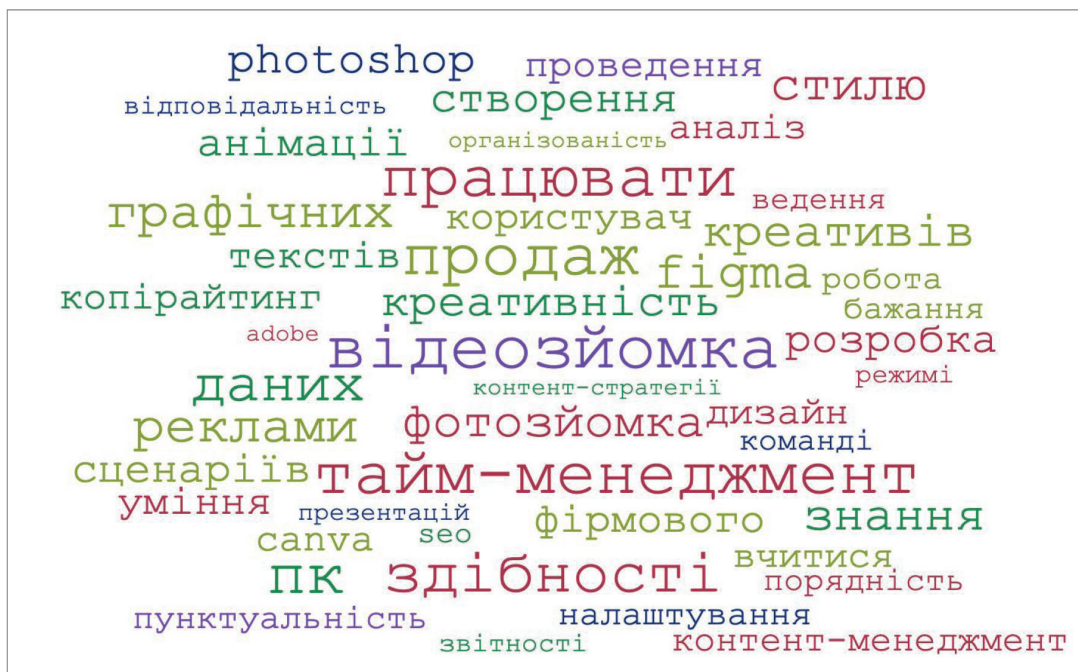 photoshop проведення
відповідальність створення стилю
анімації організованість аналіз
працювати ведення
графічних користувач креативів
текстів продаж figma робота
копірайтинг креативність бажання
adobe відеозйомка розробка
даних контент-стратегії режимі
реклами фотозйомка дизайн
команді
сценаріїв тайм-менеджмент
уміння презентацій фірмового знання
canva seo вчитися
пк здібності порядність
пунктуальність налаштування
звітності контент-менеджмент